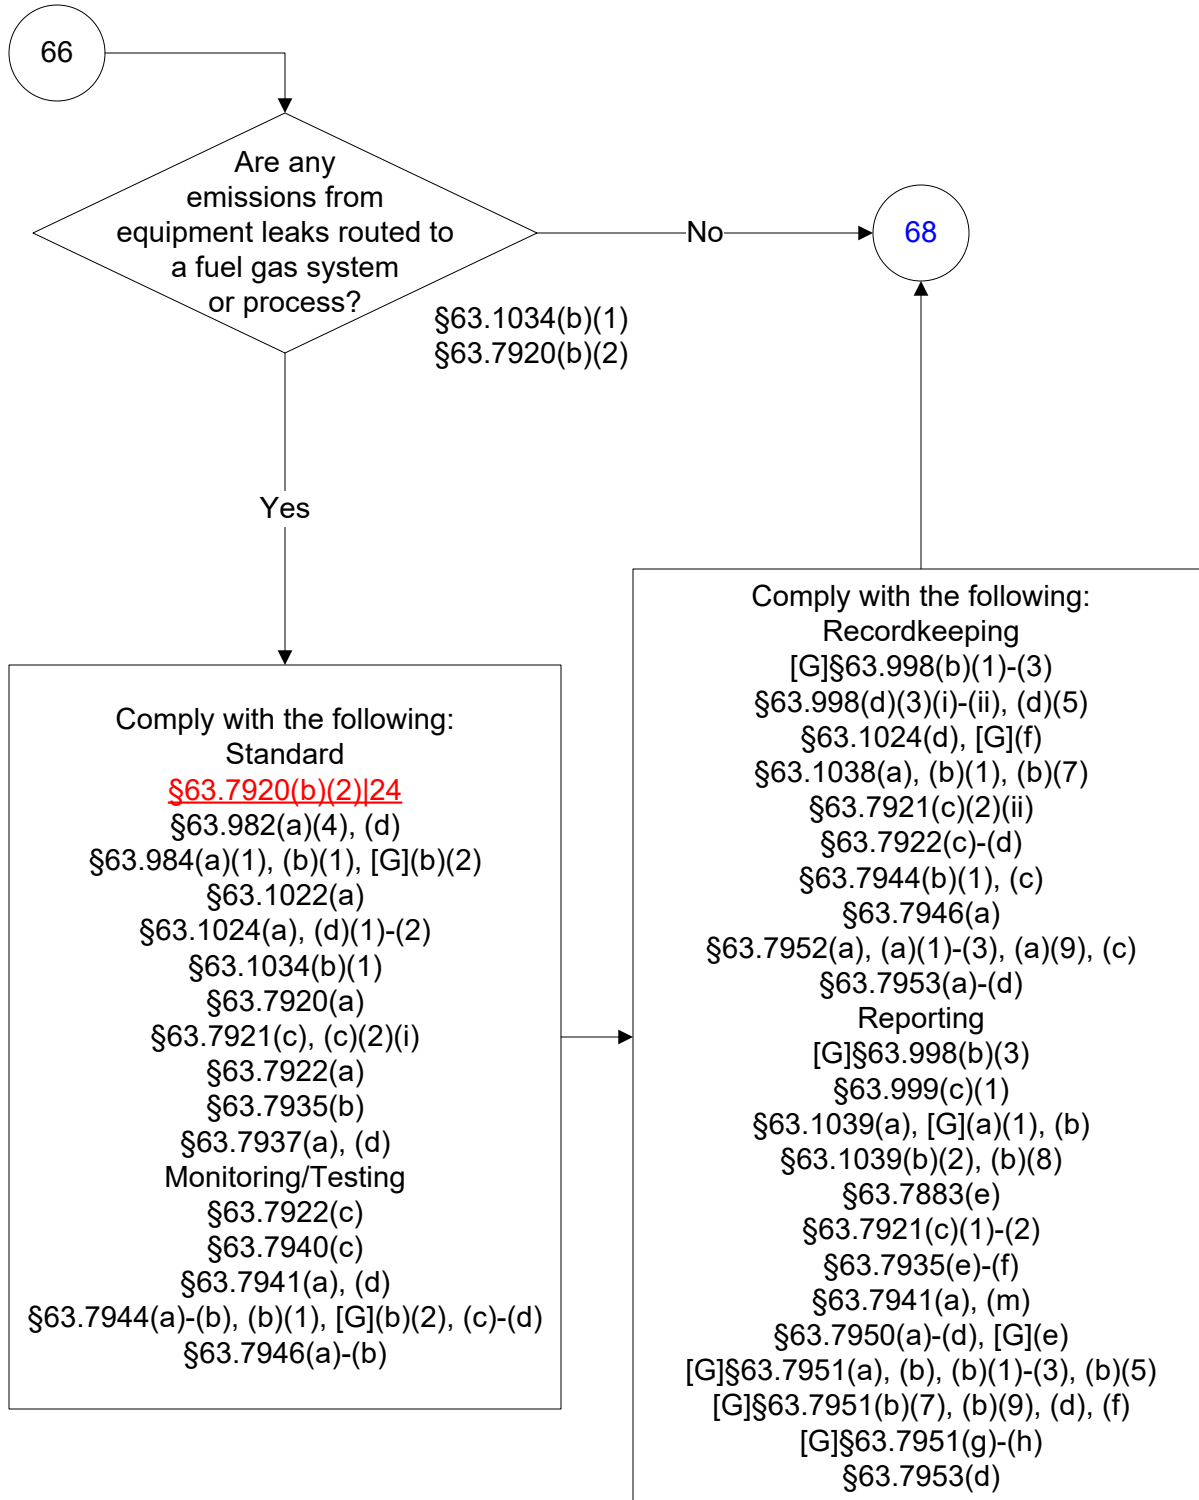 66
Are any
emissions from
equipment leaks routed to
a fuel gas system
or process?
No
68
§63.1034(b)(1)
§63.7920(b)(2)
Yes
Comply with the following:
Standard
§63.7920(b)(2)|24
§63.982(a)(4), (d)
§63.984(a)(1), (b)(1), [G](b)(2)
§63.1022(a)
§63.1024(a), (d)(1)-(2)
§63.1034(b)(1)
§63.7920(a)
§63.7921(c), (c)(2)(i)
§63.7922(a)
§63.7935(b)
§63.7937(a), (d)
Monitoring/Testing
§63.7922(c)
§63.7940(c)
§63.7941(a), (d)
§63.7944(a)-(b), (b)(1), [G](b)(2), (c)-(d)
§63.7946(a)-(b)
Comply with the following:
Recordkeeping
[G]§63.998(b)(1)-(3)
§63.998(d)(3)(i)-(ii), (d)(5)
§63.1024(d), [G](f)
§63.1038(a), (b)(1), (b)(7)
§63.7921(c)(2)(ii)
§63.7922(c)-(d)
§63.7944(b)(1), (c)
§63.7946(a)
§63.7952(a), (a)(1)-(3), (a)(9), (c)
§63.7953(a)-(d)
Reporting
[G]§63.998(b)(3)
§63.999(c)(1)
§63.1039(a), [G](a)(1), (b)
§63.1039(b)(2), (b)(8)
§63.7883(e)
§63.7921(c)(1)-(2)
§63.7935(e)-(f)
§63.7941(a), (m)
§63.7950(a)-(d), [G](e)
[G]§63.7951(a), (b), (b)(1)-(3), (b)(5)
[G]§63.7951(b)(7), (b)(9), (d), (f)
[G]§63.7951(g)-(h)
§63.7953(d)